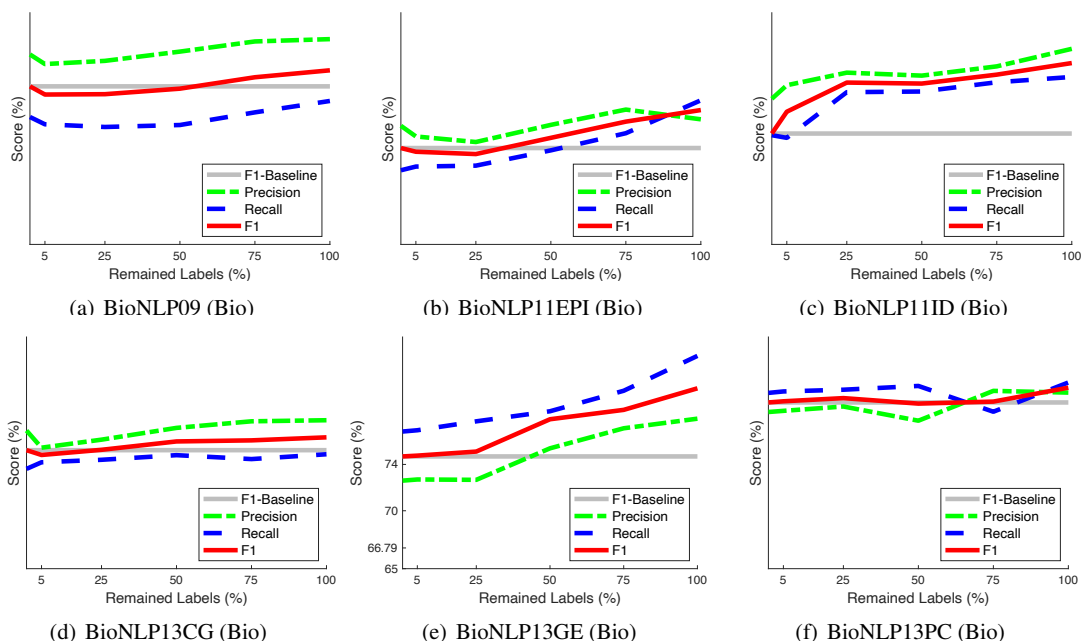 Score (%)
F1-Baseline
Precision
Recall
F1
5 25 50 75 100
Remained Labels (%)
(a) BioNLP09 (Bio)
Score (%)
F1-Baseline
Precision
Recall
F1
5 25 50 75 100
Remained Labels (%)
(b) BioNLP11EPI (Bio)
Score (%)
F1-Baseline
Precision
Recall
F1
5 25 50 75 100
Remained Labels (%)
(c) BioNLP11ID (Bio)
Score (%)
F1-Baseline
Precision
Recall
F1
5 25 50 75 100
Remained Labels (%)
(d) BioNLP13CG (Bio)
Score (%)
74
70
66.79
65
F1-Baseline
Precision
Recall
F1
5 25 50 75 100
Remained Labels (%)
(e) BioNLP13GE (Bio)
Score (%)
F1-Baseline
Precision
Recall
F1
5 25 50 75 100
Remained Labels (%)
(f) BioNLP13PC (Bio)